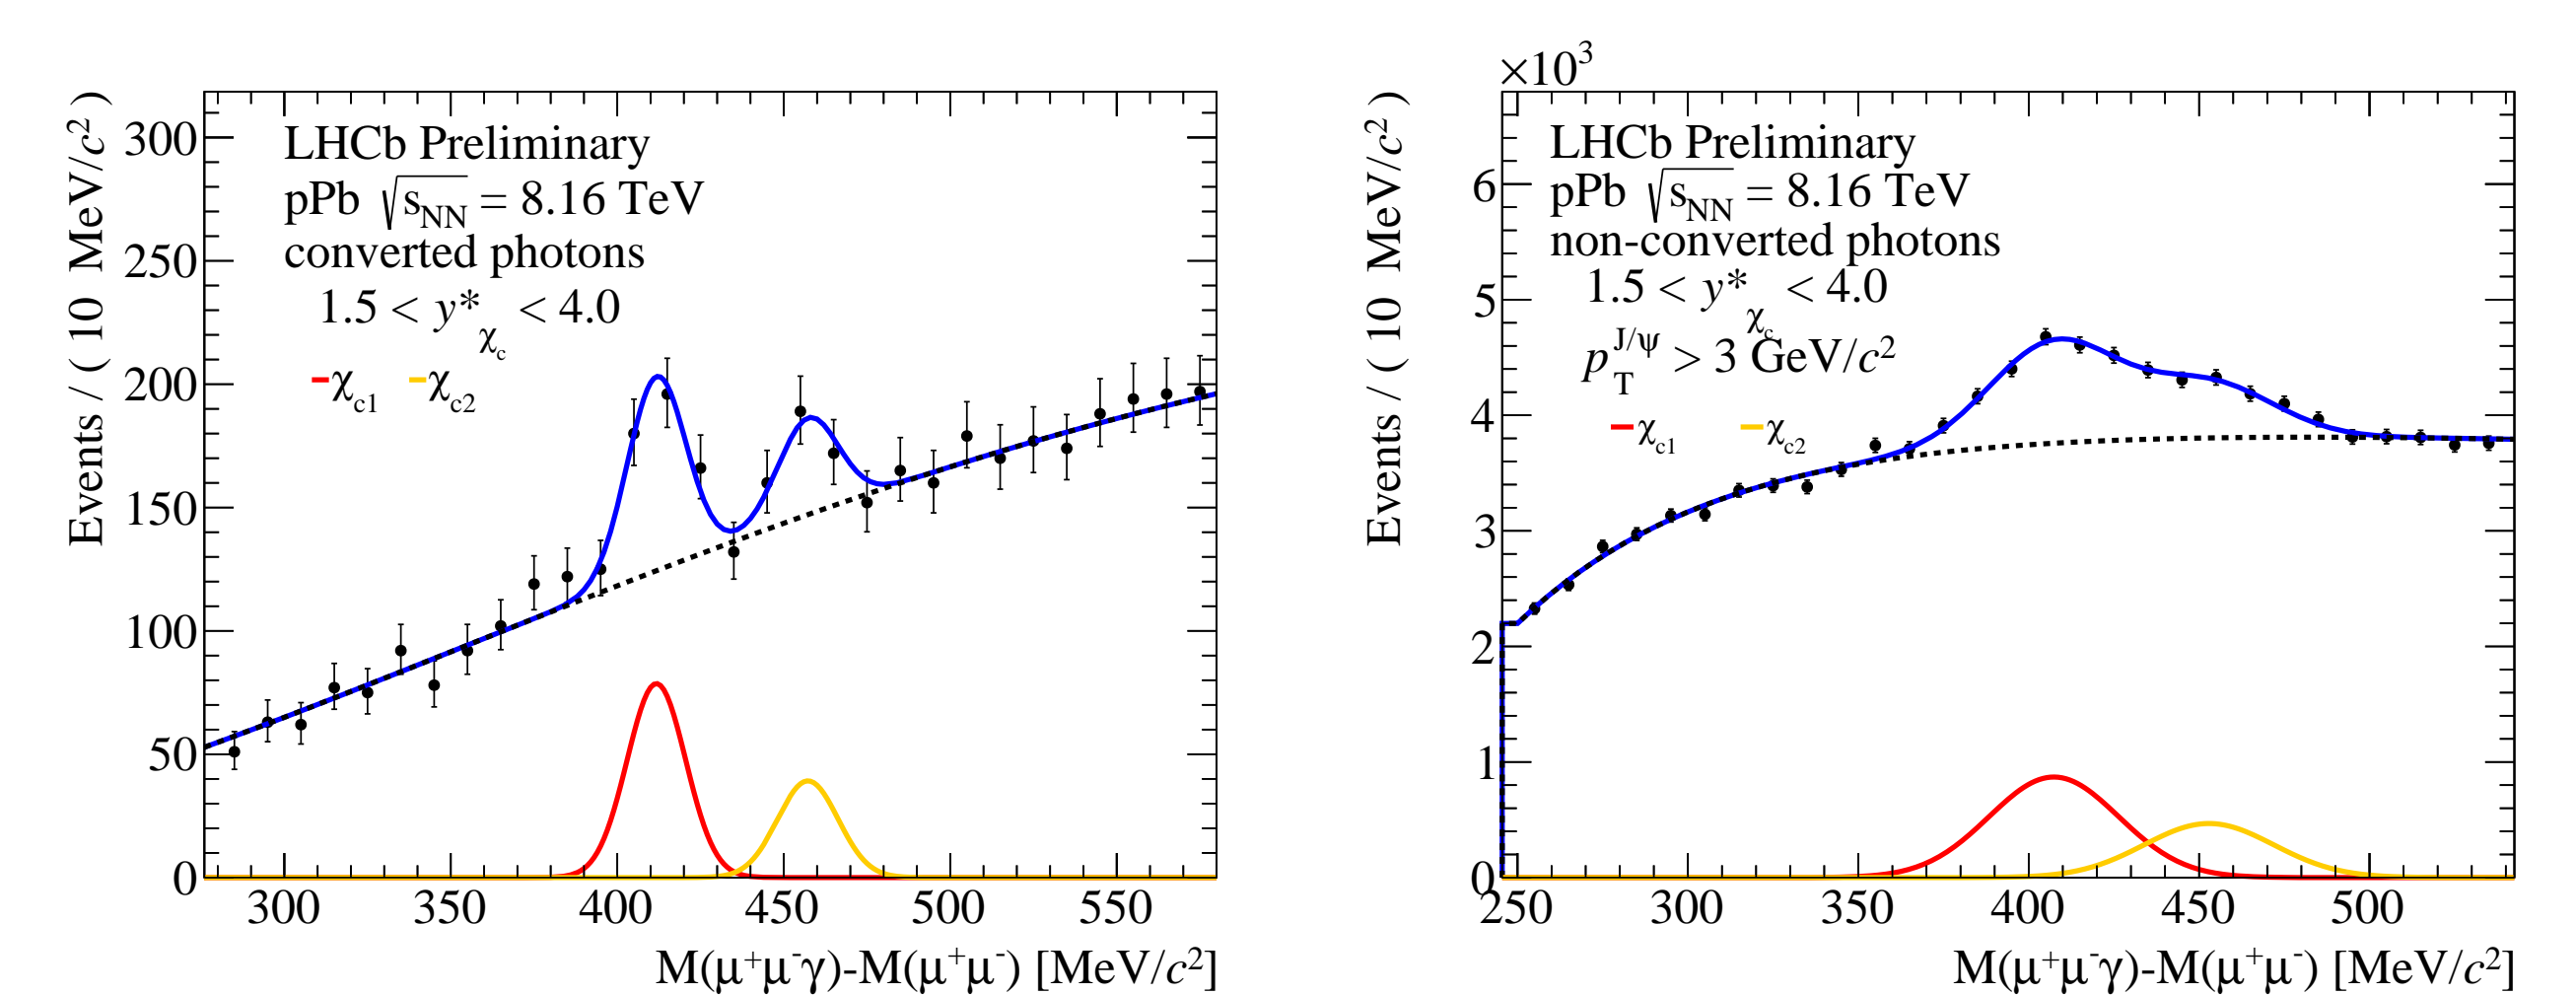 Events / ( 10 MeV/c² )
300
250
200
150
100
50
0
LHCb Preliminary
pPb √sNN = 8.16 TeV
converted photons
1.5 < y*χc < 4.0
χc1 χc2
300 350 400 450 500 550
M(μ⁺μ⁻γ)-M(μ⁺μ⁻) [MeV/c²]
×10³
Events / ( 10 MeV/c² )
6
5
4
3
2
1
0
LHCb Preliminary
pPb √sNN = 8.16 TeV
non-converted photons
1.5 < y*χc < 4.0
pT^J/ψ > 3 GeV/c²
χc1 χc2
250 300 350 400 450 500
M(μ⁺μ⁻γ)-M(μ⁺μ⁻) [MeV/c²]